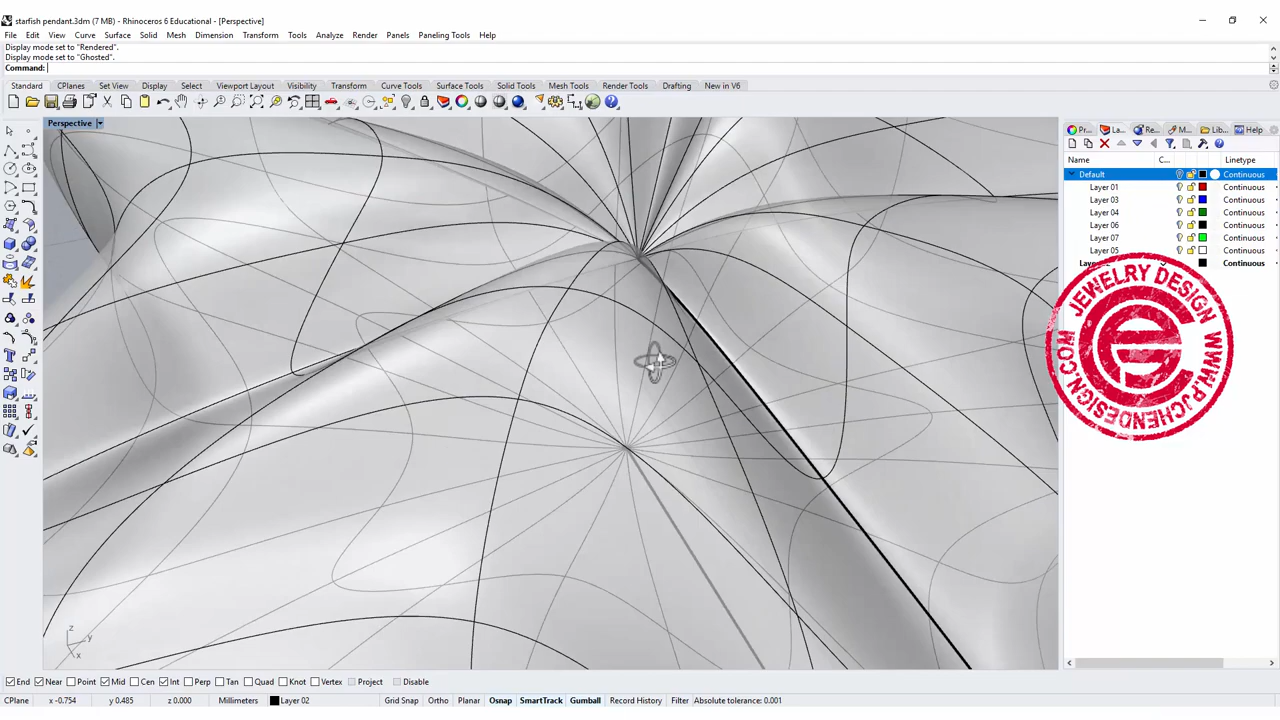 starfish pendant.3dm (7 MB) - Rhinoceros 6 Educational - [Perspective]
File Edit View Curve Surface Solid Mesh Dimension Transform Tools Analyze Render Panels Paneling Tools Help
Display mode set to "Rendered".
Display mode set to "Ghosted".
Command:
Standard CPlanes Set View Display Select Viewport Layout Visibility Transform Curve Tools Surface Tools Solid Tools Mesh Tools Render Tools Drafting New in V6
Perspective
Pr... La... Re... M... Lib... Help
Name C... Linetype
Default Continuous
Layer 01 Continuous
Layer 03 Continuous
Layer 04 Continuous
Layer 06 Continuous
Layer 07 Continuous
Layer 05 Continuous
Continuous
JEWELRY DESIGN
WWW.PJCHENDESIGN.COM
z
y
x
End Near Point Mid Cen Int Perp Tan Quad Knot Vertex Project Disable
CPlane x -0.754 y 0.485 z 0.000 Millimeters Layer 02 Grid Snap Ortho Planar Osnap SmartTrack Gumball Record History Filter Absolute tolerance: 0.001